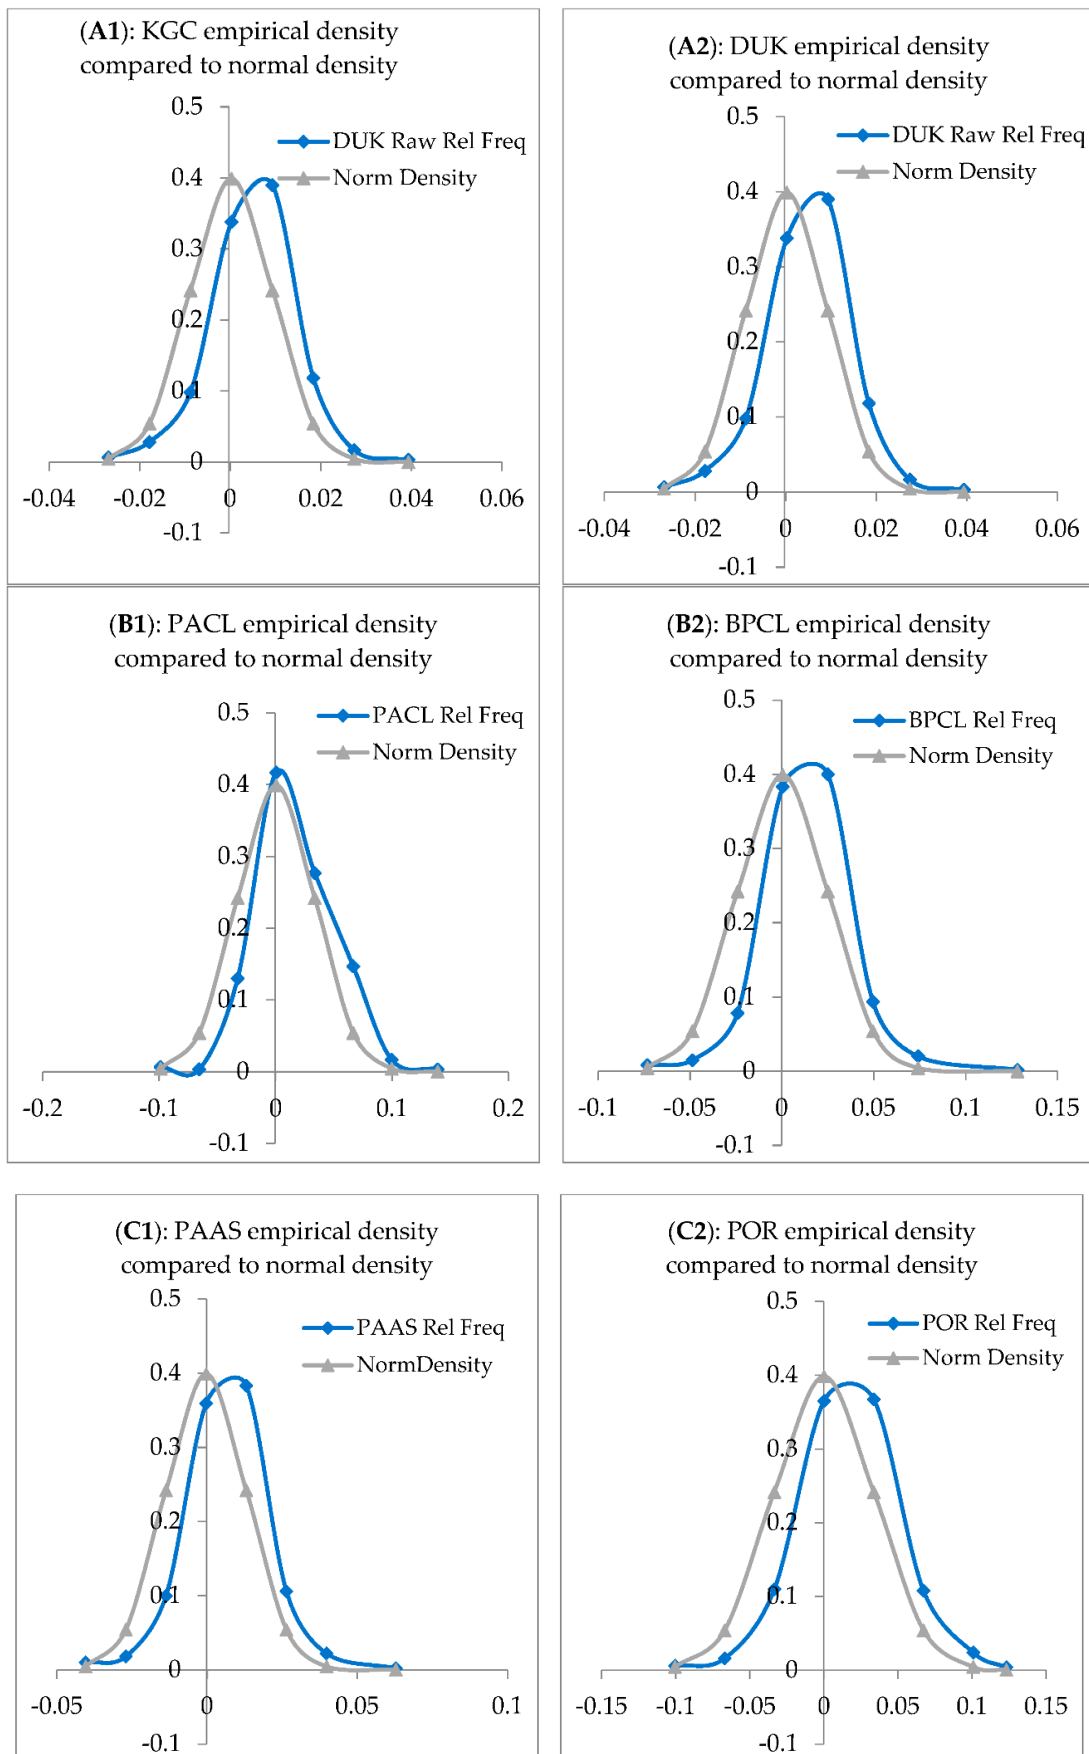 (A1): KGC empirical density
compared to normal density
0.5
DUK Raw Rel Freq
0.4
Norm Density
0.3
0.2
0.1
0
-0.04 -0.02 0 0.02 0.04 0.06
-0.1
(A2): DUK empirical density
compared to normal density
0.5
DUK Raw Rel Freq
0.4
Norm Density
0.3
0.2
0.1
0
-0.04 -0.02 0 0.02 0.04 0.06
-0.1
(B1): PACL empirical density
compared to normal density
0.5
PACL Rel Freq
Norm Density
0.4
0.3
0.2
0.1
0
-0.2 -0.1 0 0.1 0.2
-0.1
(B2): BPCL empirical density
compared to normal density
0.5
BPCL Rel Freq
Norm Density
0.4
0.3
0.2
0.1
0
-0.1 -0.05 0 0.05 0.1 0.15
-0.1
(C1): PAAS empirical density
compared to normal density
0.5
PAAS Rel Freq
NormDensity
0.4
0.3
0.2
0.1
0
-0.05 0 0.05 0.1
-0.1
(C2): POR empirical density
compared to normal density
0.5
POR Rel Freq
Norm Density
0.4
0.3
0.2
0.1
0
-0.15 -0.1 -0.05 0 0.05 0.1 0.15
-0.1